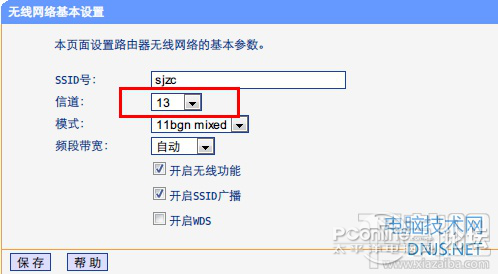 无线网络基本设置
本页面设置路由器无线网络的基本参数。
SSID号： sjzc
信道： 13
模式： 11bgn mixed
频段带宽： 自动
开启无线功能
开启SSID广播
开启WDS
保 存 帮 助
电脑技术网
PConline
DNJS.NET
www.xiazaiba.com